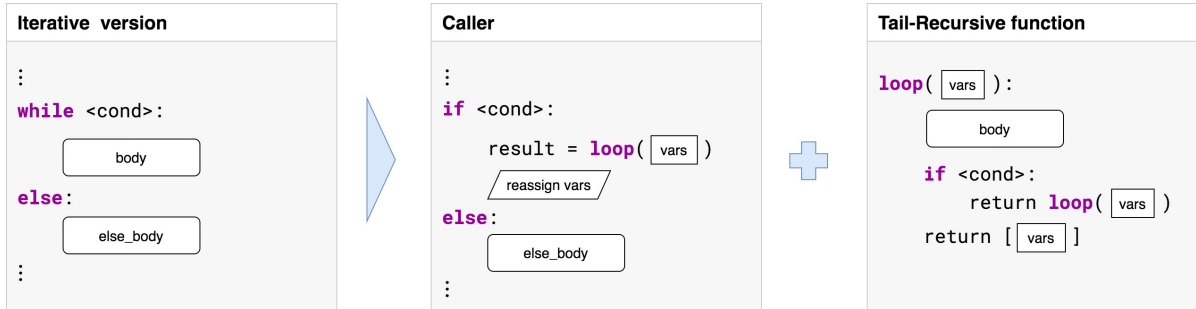 Iterative version
⋮
while <cond>:
body
else:
else_body
⋮
Caller
⋮
if <cond>:
result = loop( vars )
reassign vars
else:
else_body
⋮
Tail-Recursive function
loop( vars ):
body
if <cond>:
return loop( vars )
return [ vars ]